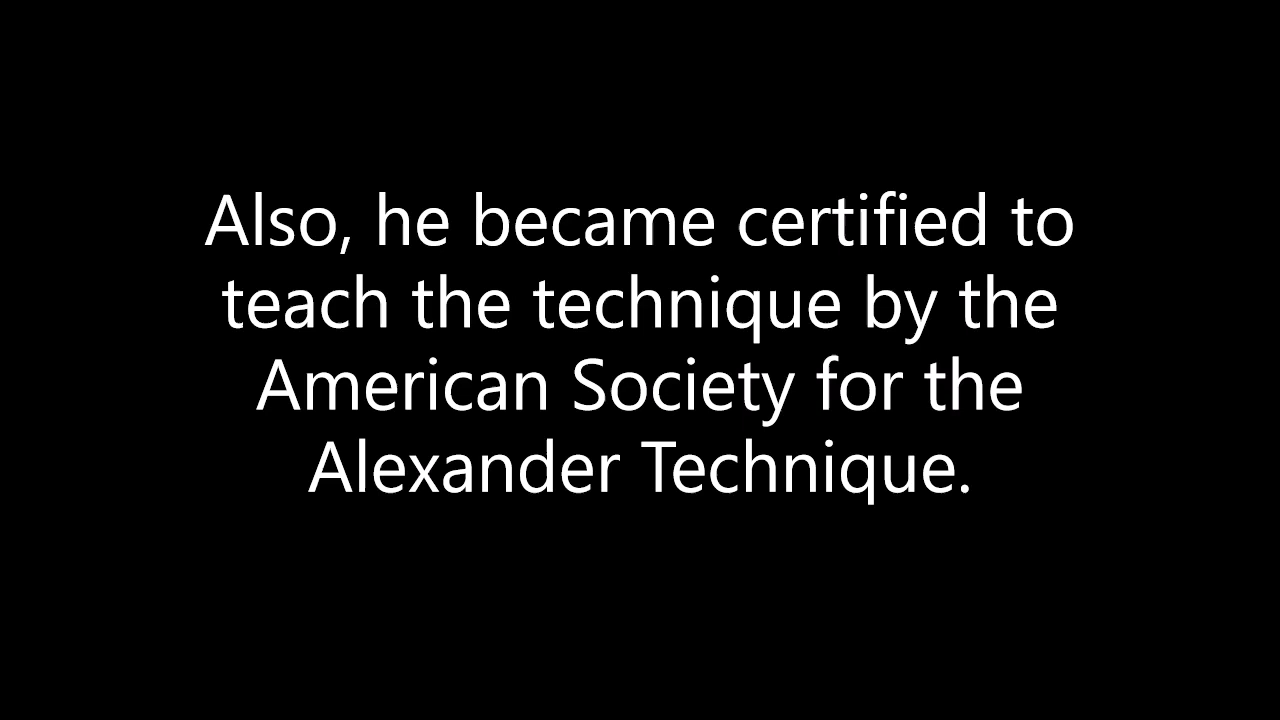 Also, he became certified to
teach the technique by the
American Society for the
Alexander Technique.